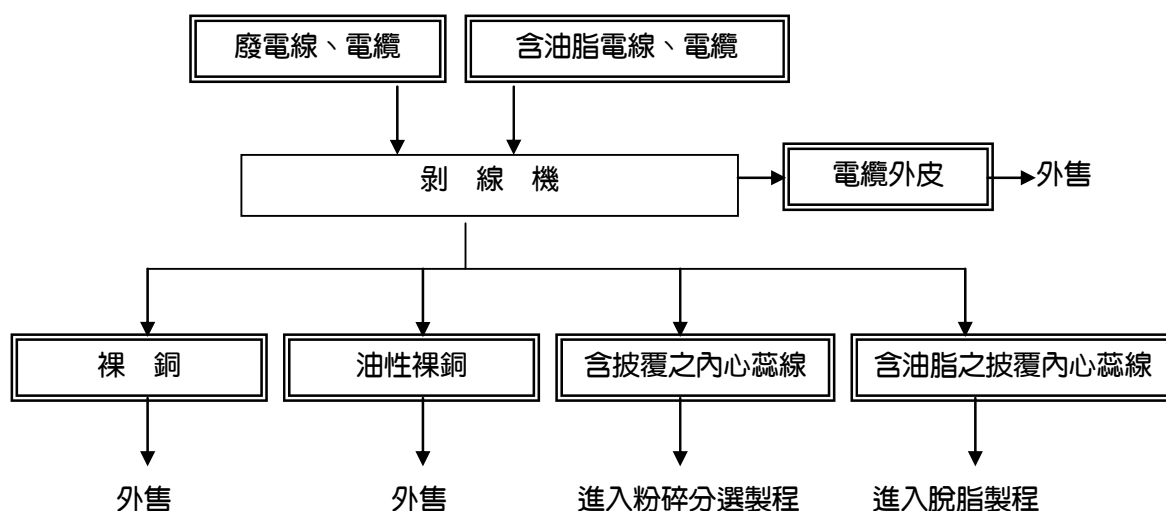 廢電線、電纜
含油脂電線、電纜
剝　線　機
電纜外皮
外售
裸　銅
油性裸銅
含披覆之內心蕊線
含油脂之披覆內心蕊線
外售
外售
進入粉碎分選製程
進入脫脂製程